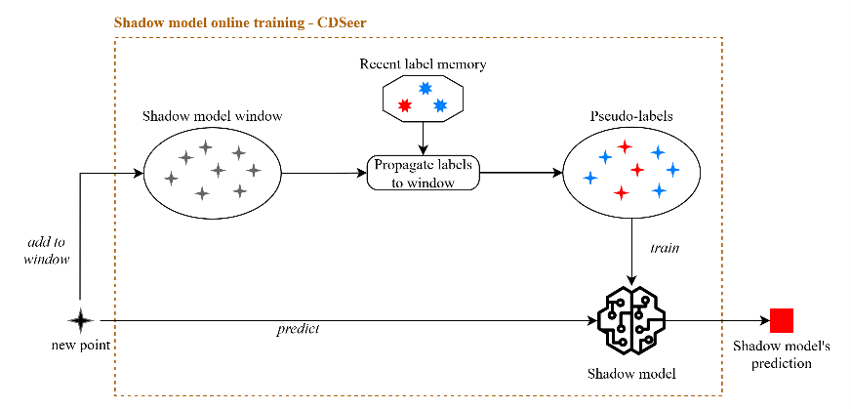 Shadow model online training - CDSeer
Recent label memory
Shadow model window
Pseudo-labels
Propagate labels
to window
add to
window
train
new point
predict
Shadow model
Shadow model's
prediction